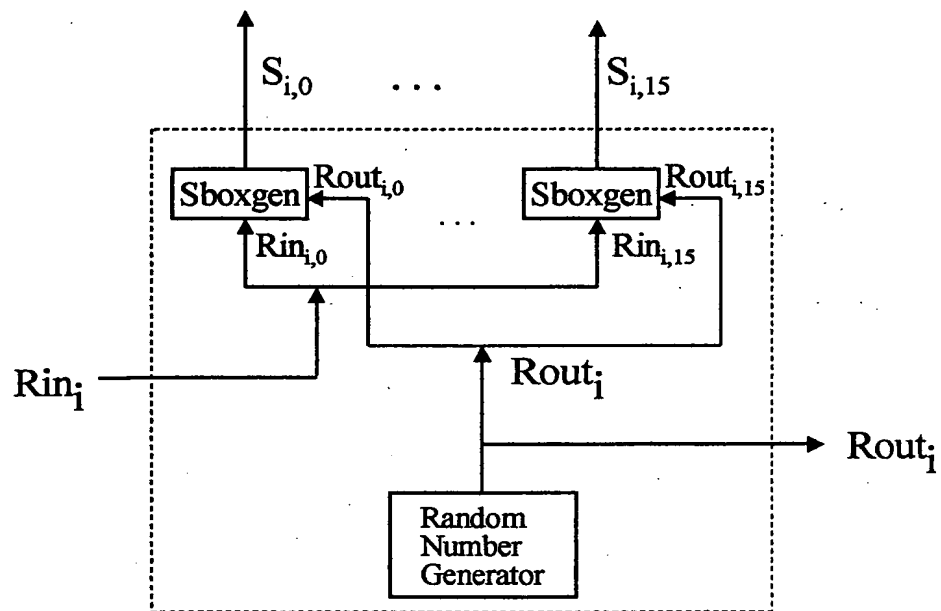 S_{i,0} ... S_{i,15}
Rout_{i,0} Rout_{i,15}
Sboxgen ... Sboxgen
Rin_{i,0} Rin_{i,15}
Rin_i Rout_i
Rout_i
Random
Number
Generator